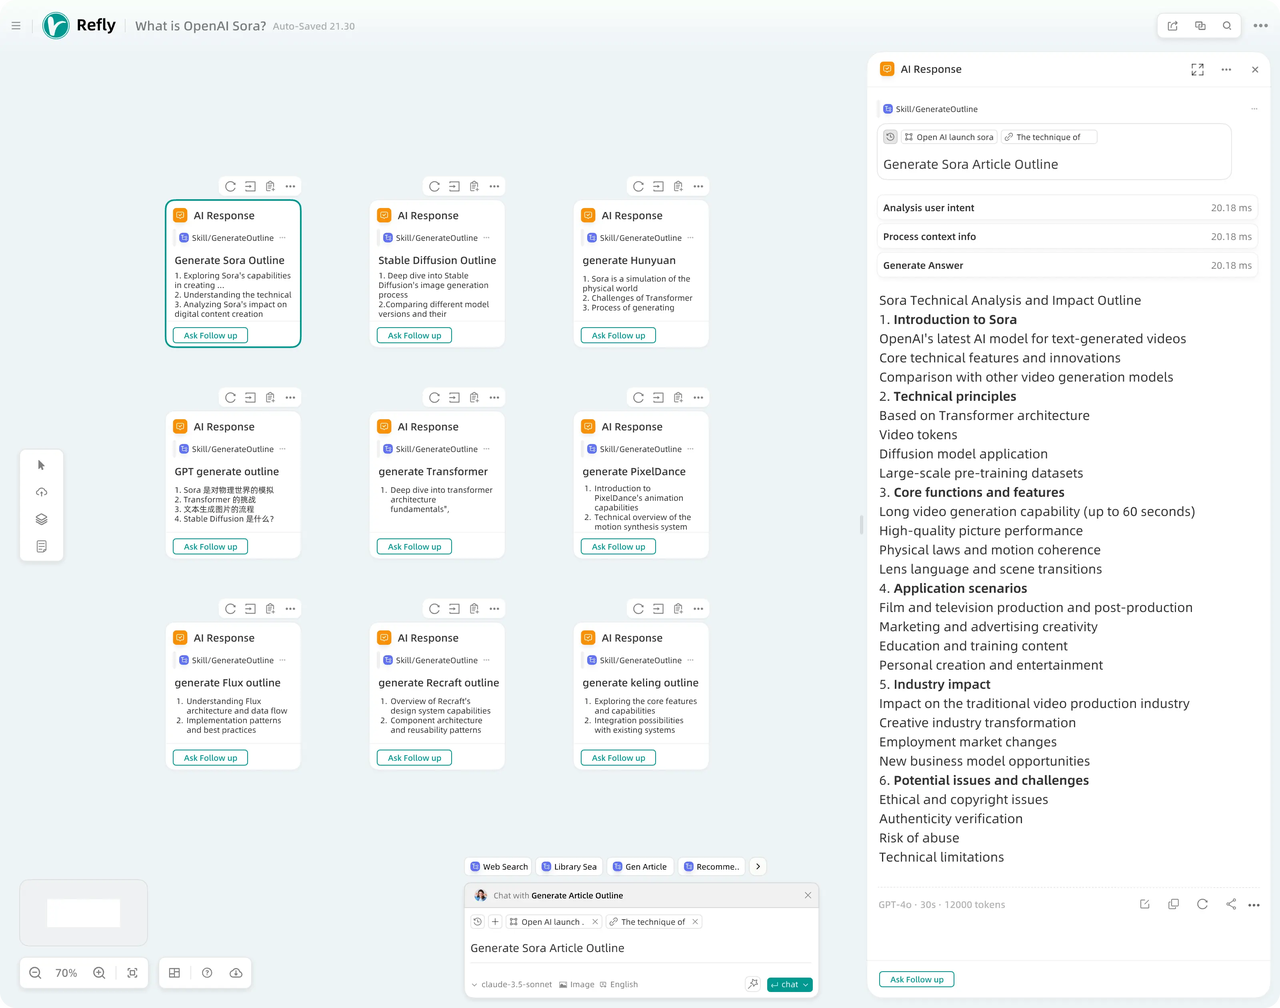 Refly
What is OpenAI Sora?
Auto-Saved 21.30
AI Response
Skill/GenerateOutline
Generate Sora Outline
1. Exploring Sora's capabilities
in creating ...
2. Understanding the technical
3. Analyzing Sora's impact on
digital content creation
Ask Follow up
AI Response
Skill/GenerateOutline
Stable Diffusion Outline
1. Deep dive into Stable
Diffusion's image generation
process
2.Comparing different model
versions and their
Ask Follow up
AI Response
Skill/GenerateOutline
generate Hunyuan
1. Sora is a simulation of the
physical world
2. Challenges of Transformer
3. Process of generating
Ask Follow up
AI Response
Skill/GenerateOutline
GPT generate outline
1. Sora 是对物理世界的模拟
2. Transformer 的挑战
3. 文本生成图片的流程
4. Stable Diffusion 是什么?
Ask Follow up
AI Response
Skill/GenerateOutline
generate Transformer
1. Deep dive into transformer
architecture
fundamentals",
Ask Follow up
AI Response
Skill/GenerateOutline
generate PixelDance
1. Introduction to
PixelDance's animation
capabilities
2. Technical overview of the
motion synthesis system
Ask Follow up
AI Response
Skill/GenerateOutline
generate Flux outline
1. Understanding Flux
architecture and data flow
2. Implementation patterns
and best practices
Ask Follow up
AI Response
Skill/GenerateOutline
generate Recraft outline
1. Overview of Recraft's
design system capabilities
2. Component architecture
and reusability patterns
Ask Follow up
AI Response
Skill/GenerateOutline
generate keling outline
1. Exploring the core features
and capabilities
2. Integration possibilities
with existing systems
Ask Follow up
70%
Web Search
Library Sea
Gen Article
Recomme..
Chat with Generate Article Outline
Open AI launch .
The technique of
Generate Sora Article Outline
claude-3.5-sonnet
Image
English
chat
AI Response
Skill/GenerateOutline
Open AI launch sora
The technique of
Generate Sora Article Outline
Analysis user intent 20.18 ms
Process context info 20.18 ms
Generate Answer 20.18 ms
Sora Technical Analysis and Impact Outline
1. Introduction to Sora
OpenAI's latest AI model for text-generated videos
Core technical features and innovations
Comparison with other video generation models
2. Technical principles
Based on Transformer architecture
Video tokens
Diffusion model application
Large-scale pre-training datasets
3. Core functions and features
Long video generation capability (up to 60 seconds)
High-quality picture performance
Physical laws and motion coherence
Lens language and scene transitions
4. Application scenarios
Film and television production and post-production
Marketing and advertising creativity
Education and training content
Personal creation and entertainment
5. Industry impact
Impact on the traditional video production industry
Creative industry transformation
Employment market changes
New business model opportunities
6. Potential issues and challenges
Ethical and copyright issues
Authenticity verification
Risk of abuse
Technical limitations
GPT-4o · 30s · 12000 tokens
Ask Follow up